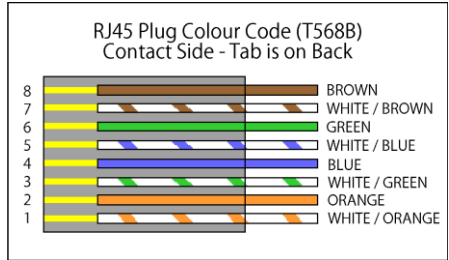 RJ45 Plug Colour Code (T568B)
Contact Side - Tab is on Back
8 BROWN
7 WHITE / BROWN
6 GREEN
5 WHITE / BLUE
4 BLUE
3 WHITE / GREEN
2 ORANGE
1 WHITE / ORANGE